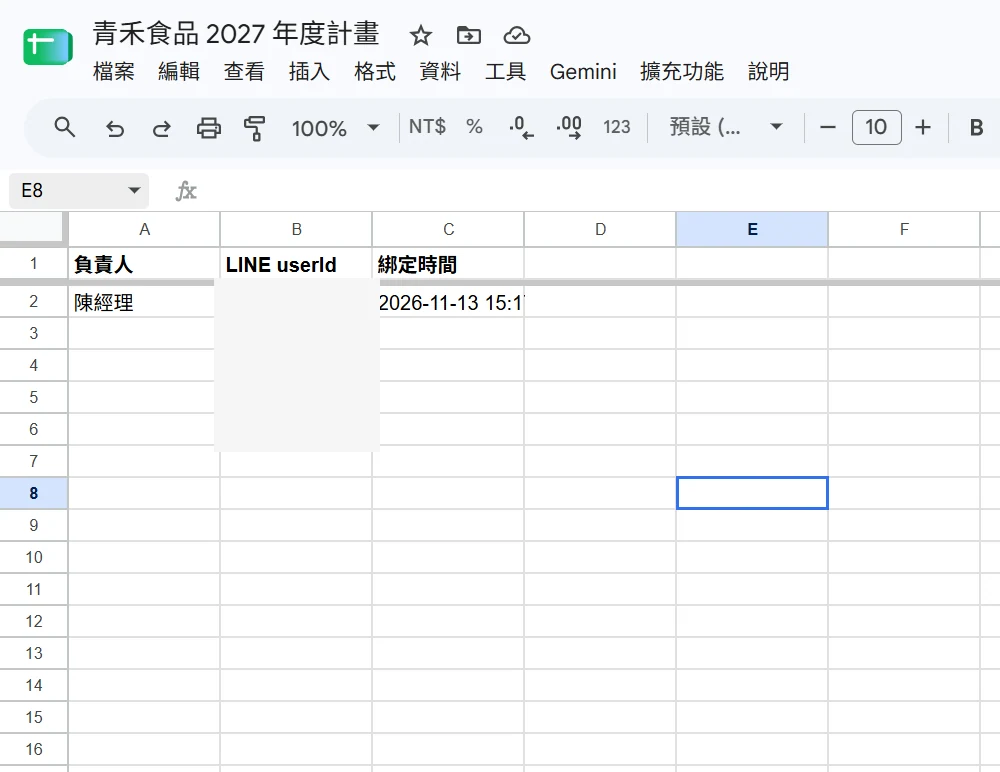 青禾食品 2027 年度計畫
檔案 編輯 查看 插入 格式 資料 工具 Gemini 擴充功能 說明
100% NT$ % .0 .00 123 預設 (... − 10 + B
E8 fx
A B C D E F
1 負責人 LINE userId 綁定時間
2 陳經理 2026-11-13 15:1
3
4
5
6
7
8
9
10
11
12
13
14
15
16